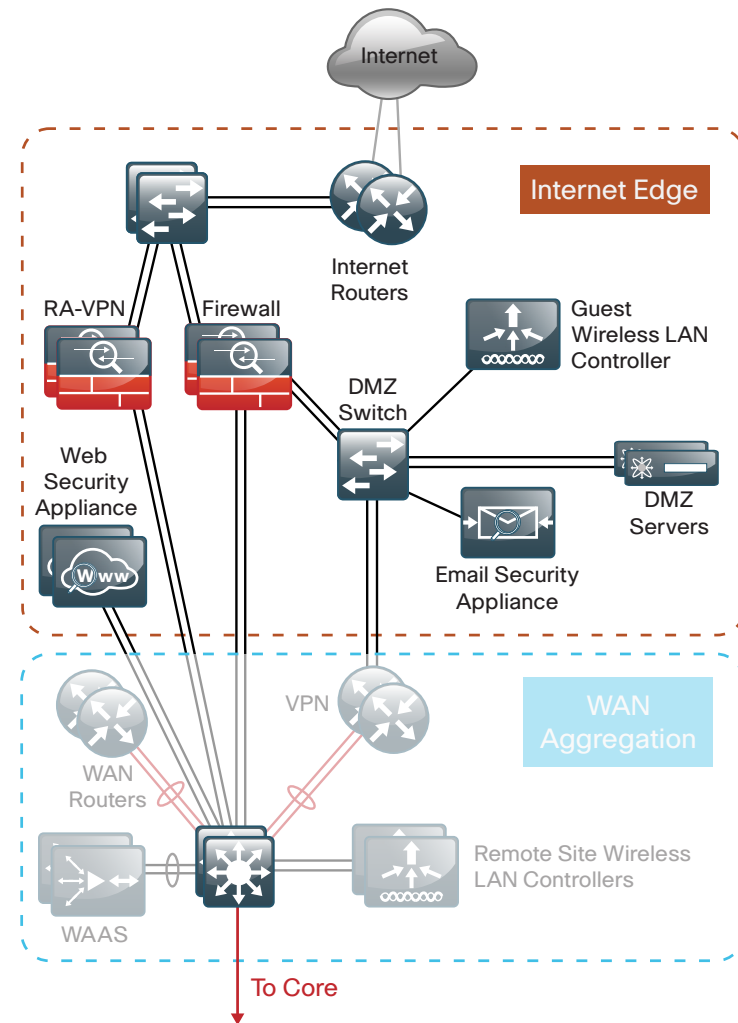 Internet
Internet Edge
Internet
Routers
RA-VPN
Firewall
Guest
Wireless LAN
Controller
DMZ
Switch
Web
Security
Appliance
Www
DMZ
Servers
Email Security
Appliance
VPN
WAN
Aggregation
WAN
Routers
Remote Site Wireless
LAN Controllers
WAAS
To Core